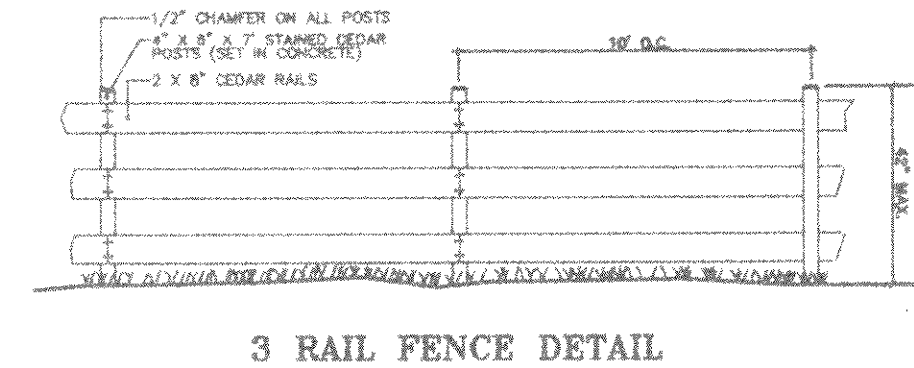 1/2" CHAMFER ON ALL POSTS
4" X 6" X 7' STAINED CEDAR
POSTS (SET IN CONCRETE)
2 X 8" CEDAR RAILS
10' O.C.
42" MAX.
3 RAIL FENCE DETAIL